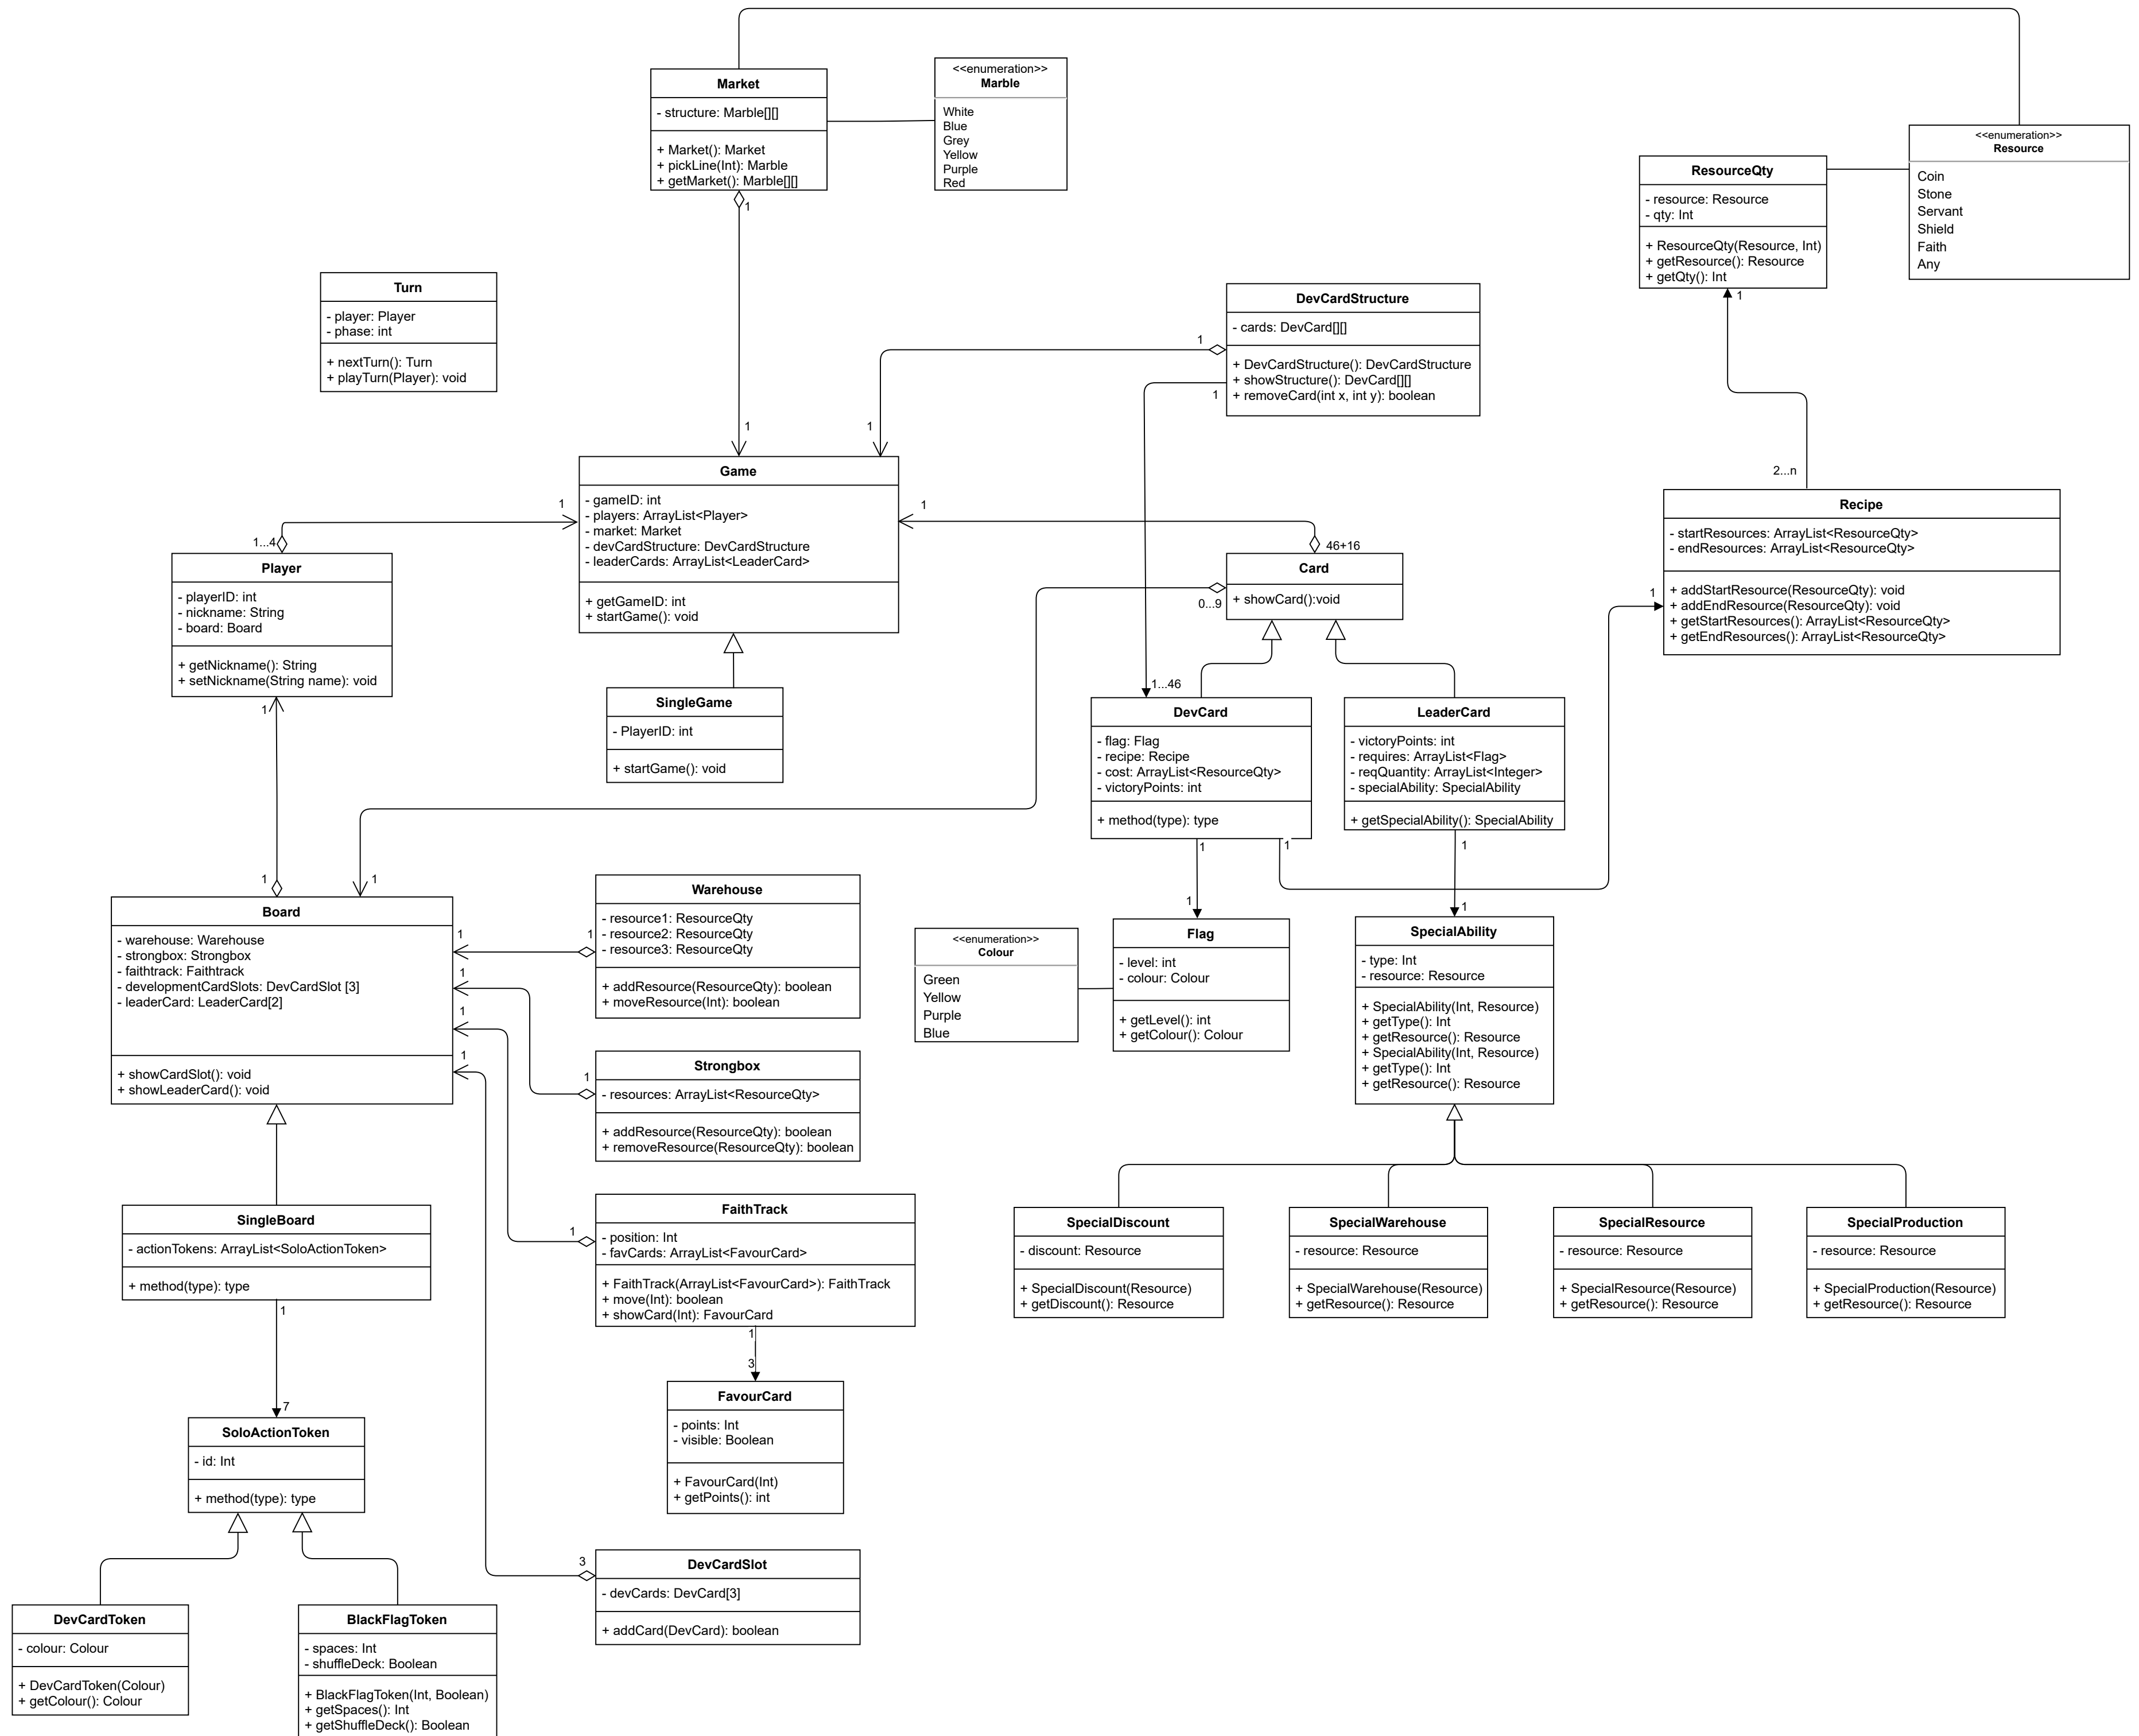 Market
- structure: Marble[][]
+ Market(): Market
+ pickLine(Int): Marble
+ getMarket(): Marble[][]
1
<<enumeration>>
Marble
White
Blue
Grey
Yellow
Purple
Red
<<enumeration>>
Resource
Coin
Stone
Servant
Shield
Faith
Any
ResourceQty
- resource: Resource
- qty: Int
+ ResourceQty(Resource, Int)
+ getResource(): Resource
+ getQty(): Int
1
Turn
- player: Player
- phase: int
+ nextTurn(): Turn
+ playTurn(Player): void
DevCardStructure
- cards: DevCard[][]
+ DevCardStructure(): DevCardStructure
+ showStructure(): DevCard[][]
+ removeCard(int x, int y): boolean
1
1
1
1
2...n
Game
- gameID: int
- players: ArrayList<Player>
- market: Market
- devCardStructure: DevCardStructure
- leaderCards: ArrayList<LeaderCard>
+ getGameID: int
+ startGame(): void
1
1
1...4
Player
- playerID: int
- nickname: String
- board: Board
+ getNickname(): String
+ setNickname(String name): void
1
46+16
Card
+ showCard():void
0...9
Recipe
- startResources: ArrayList<ResourceQty>
- endResources: ArrayList<ResourceQty>
+ addStartResource(ResourceQty): void
+ addEndResource(ResourceQty): void
+ getStartResources(): ArrayList<ResourceQty>
+ getEndResources(): ArrayList<ResourceQty>
1
SingleGame
- PlayerID: int
+ startGame(): void
1...46
DevCard
- flag: Flag
- recipe: Recipe
- cost: ArrayList<ResourceQty>
- victoryPoints: int
+ method(type): type
1
1
LeaderCard
- victoryPoints: int
- requires: ArrayList<Flag>
- reqQuantity: ArrayList<Integer>
- specialAbility: SpecialAbility
+ getSpecialAbility(): SpecialAbility
1
1
1
Board
- warehouse: Warehouse
- strongbox: Strongbox
- faithtrack: Faithtrack
- developmentCardSlots: DevCardSlot [3]
- leaderCard: LeaderCard[2]
+ showCardSlot(): void
+ showLeaderCard(): void
1
1
1
1
Warehouse
- resource1: ResourceQty
- resource2: ResourceQty
- resource3: ResourceQty
+ addResource(ResourceQty): boolean
+ moveResource(Int): boolean
1
<<enumeration>>
Colour
Green
Yellow
Purple
Blue
1
Flag
- level: int
- colour: Colour
+ getLevel(): int
+ getColour(): Colour
1
SpecialAbility
- type: Int
- resource: Resource
+ SpecialAbility(Int, Resource)
+ getType(): Int
+ getResource(): Resource
+ SpecialAbility(Int, Resource)
+ getType(): Int
+ getResource(): Resource
Strongbox
- resources: ArrayList<ResourceQty>
+ addResource(ResourceQty): boolean
+ removeResource(ResourceQty): boolean
1
SingleBoard
- actionTokens: ArrayList<SoloActionToken>
+ method(type): type
1
FaithTrack
- position: Int
- favCards: ArrayList<FavourCard>
+ FaithTrack(ArrayList<FavourCard>): FaithTrack
+ move(Int): boolean
+ showCard(Int): FavourCard
1
1
3
SpecialDiscount
- discount: Resource
+ SpecialDiscount(Resource)
+ getDiscount(): Resource
SpecialWarehouse
- resource: Resource
+ SpecialWarehouse(Resource)
+ getResource(): Resource
SpecialResource
- resource: Resource
+ SpecialResource(Resource)
+ getResource(): Resource
SpecialProduction
- resource: Resource
+ SpecialProduction(Resource)
+ getResource(): Resource
FavourCard
- points: Int
- visible: Boolean
+ FavourCard(Int)
+ getPoints(): int
7
SoloActionToken
- id: Int
+ method(type): type
3
DevCardSlot
- devCards: DevCard[3]
+ addCard(DevCard): boolean
DevCardToken
- colour: Colour
+ DevCardToken(Colour)
+ getColour(): Colour
BlackFlagToken
- spaces: Int
- shuffleDeck: Boolean
+ BlackFlagToken(Int, Boolean)
+ getSpaces(): Int
+ getShuffleDeck(): Boolean